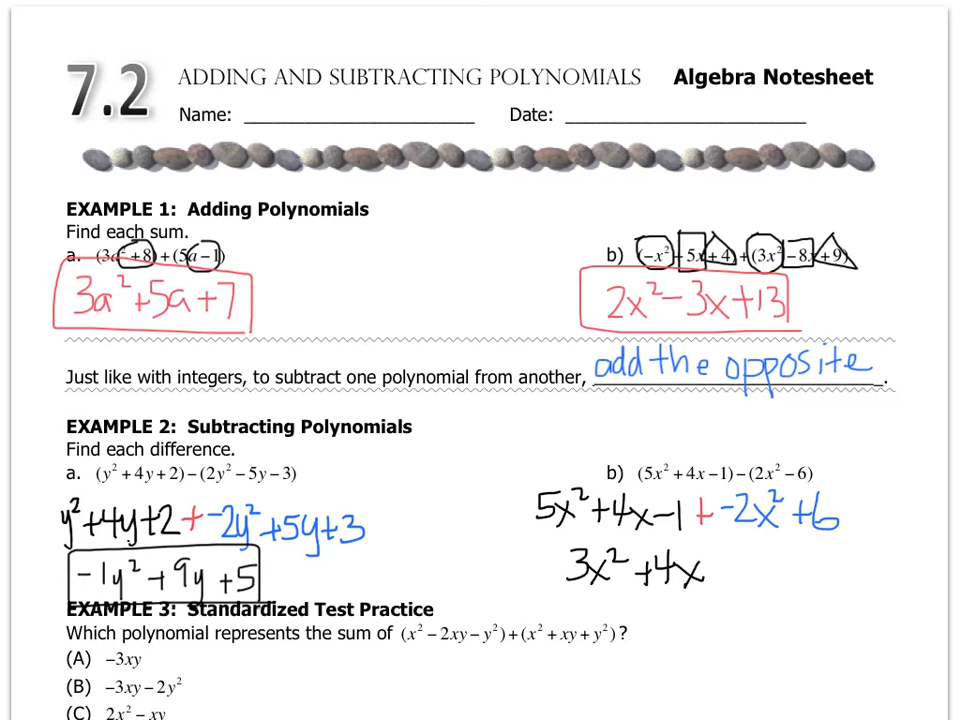 7.2 ADDING AND SUBTRACTING POLYNOMIALS Algebra Notesheet
Name: ____________________ Date: ____________________
EXAMPLE 1: Adding Polynomials
Find each sum.
a. (3a² + 8) + (5a − 1) b) (−x² + 5x + 4) + (3x² − 8x + 9)
3a² + 5a + 7 2x² − 3x + 13
Just like with integers, to subtract one polynomial from another, add the opposite.
EXAMPLE 2: Subtracting Polynomials
Find each difference.
a. (y² + 4y + 2) − (2y² − 5y − 3) b) (5x² + 4x − 1) − (2x² − 6)
y² + 4y + 2 + −2y² + 5y + 3 5x² + 4x − 1 + −2x² + 6
−1y² + 9y + 5 3x² + 4x
EXAMPLE 3: Standardized Test Practice
Which polynomial represents the sum of (x² − 2xy − y²) + (x² + xy + y²)?
(A) −3xy
(B) −3xy − 2y²
(C) 2x² − xy